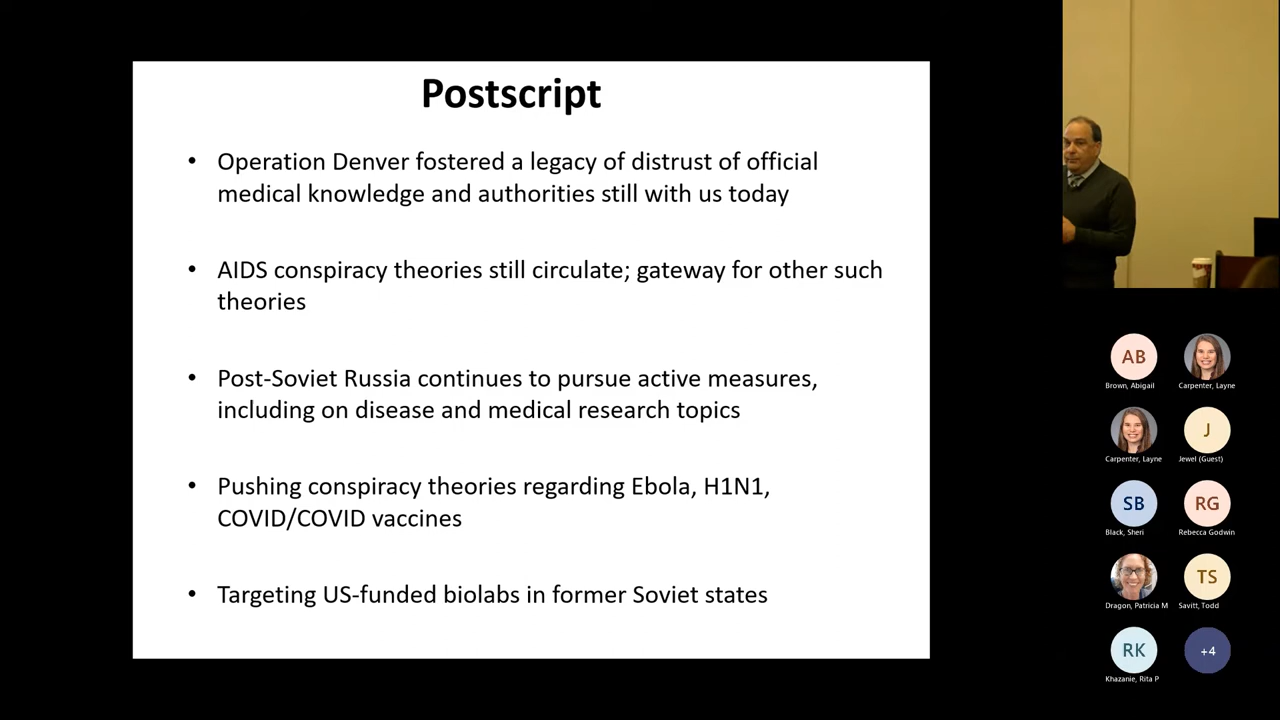 Postscript
• Operation Denver fostered a legacy of distrust of official
medical knowledge and authorities still with us today
• AIDS conspiracy theories still circulate; gateway for other such
theories
• Post-Soviet Russia continues to pursue active measures,
including on disease and medical research topics
• Pushing conspiracy theories regarding Ebola, H1N1,
COVID/COVID vaccines
• Targeting US-funded biolabs in former Soviet states
AB
Brown, Abigail
Carpenter, Layne
Carpenter, Layne
J
Jewel (Guest)
SB
Black, Sheri
RG
Rebecca Godwin
Dragon, Patricia M
TS
Savitt, Todd
RK
Khazanie, Rita P
+4